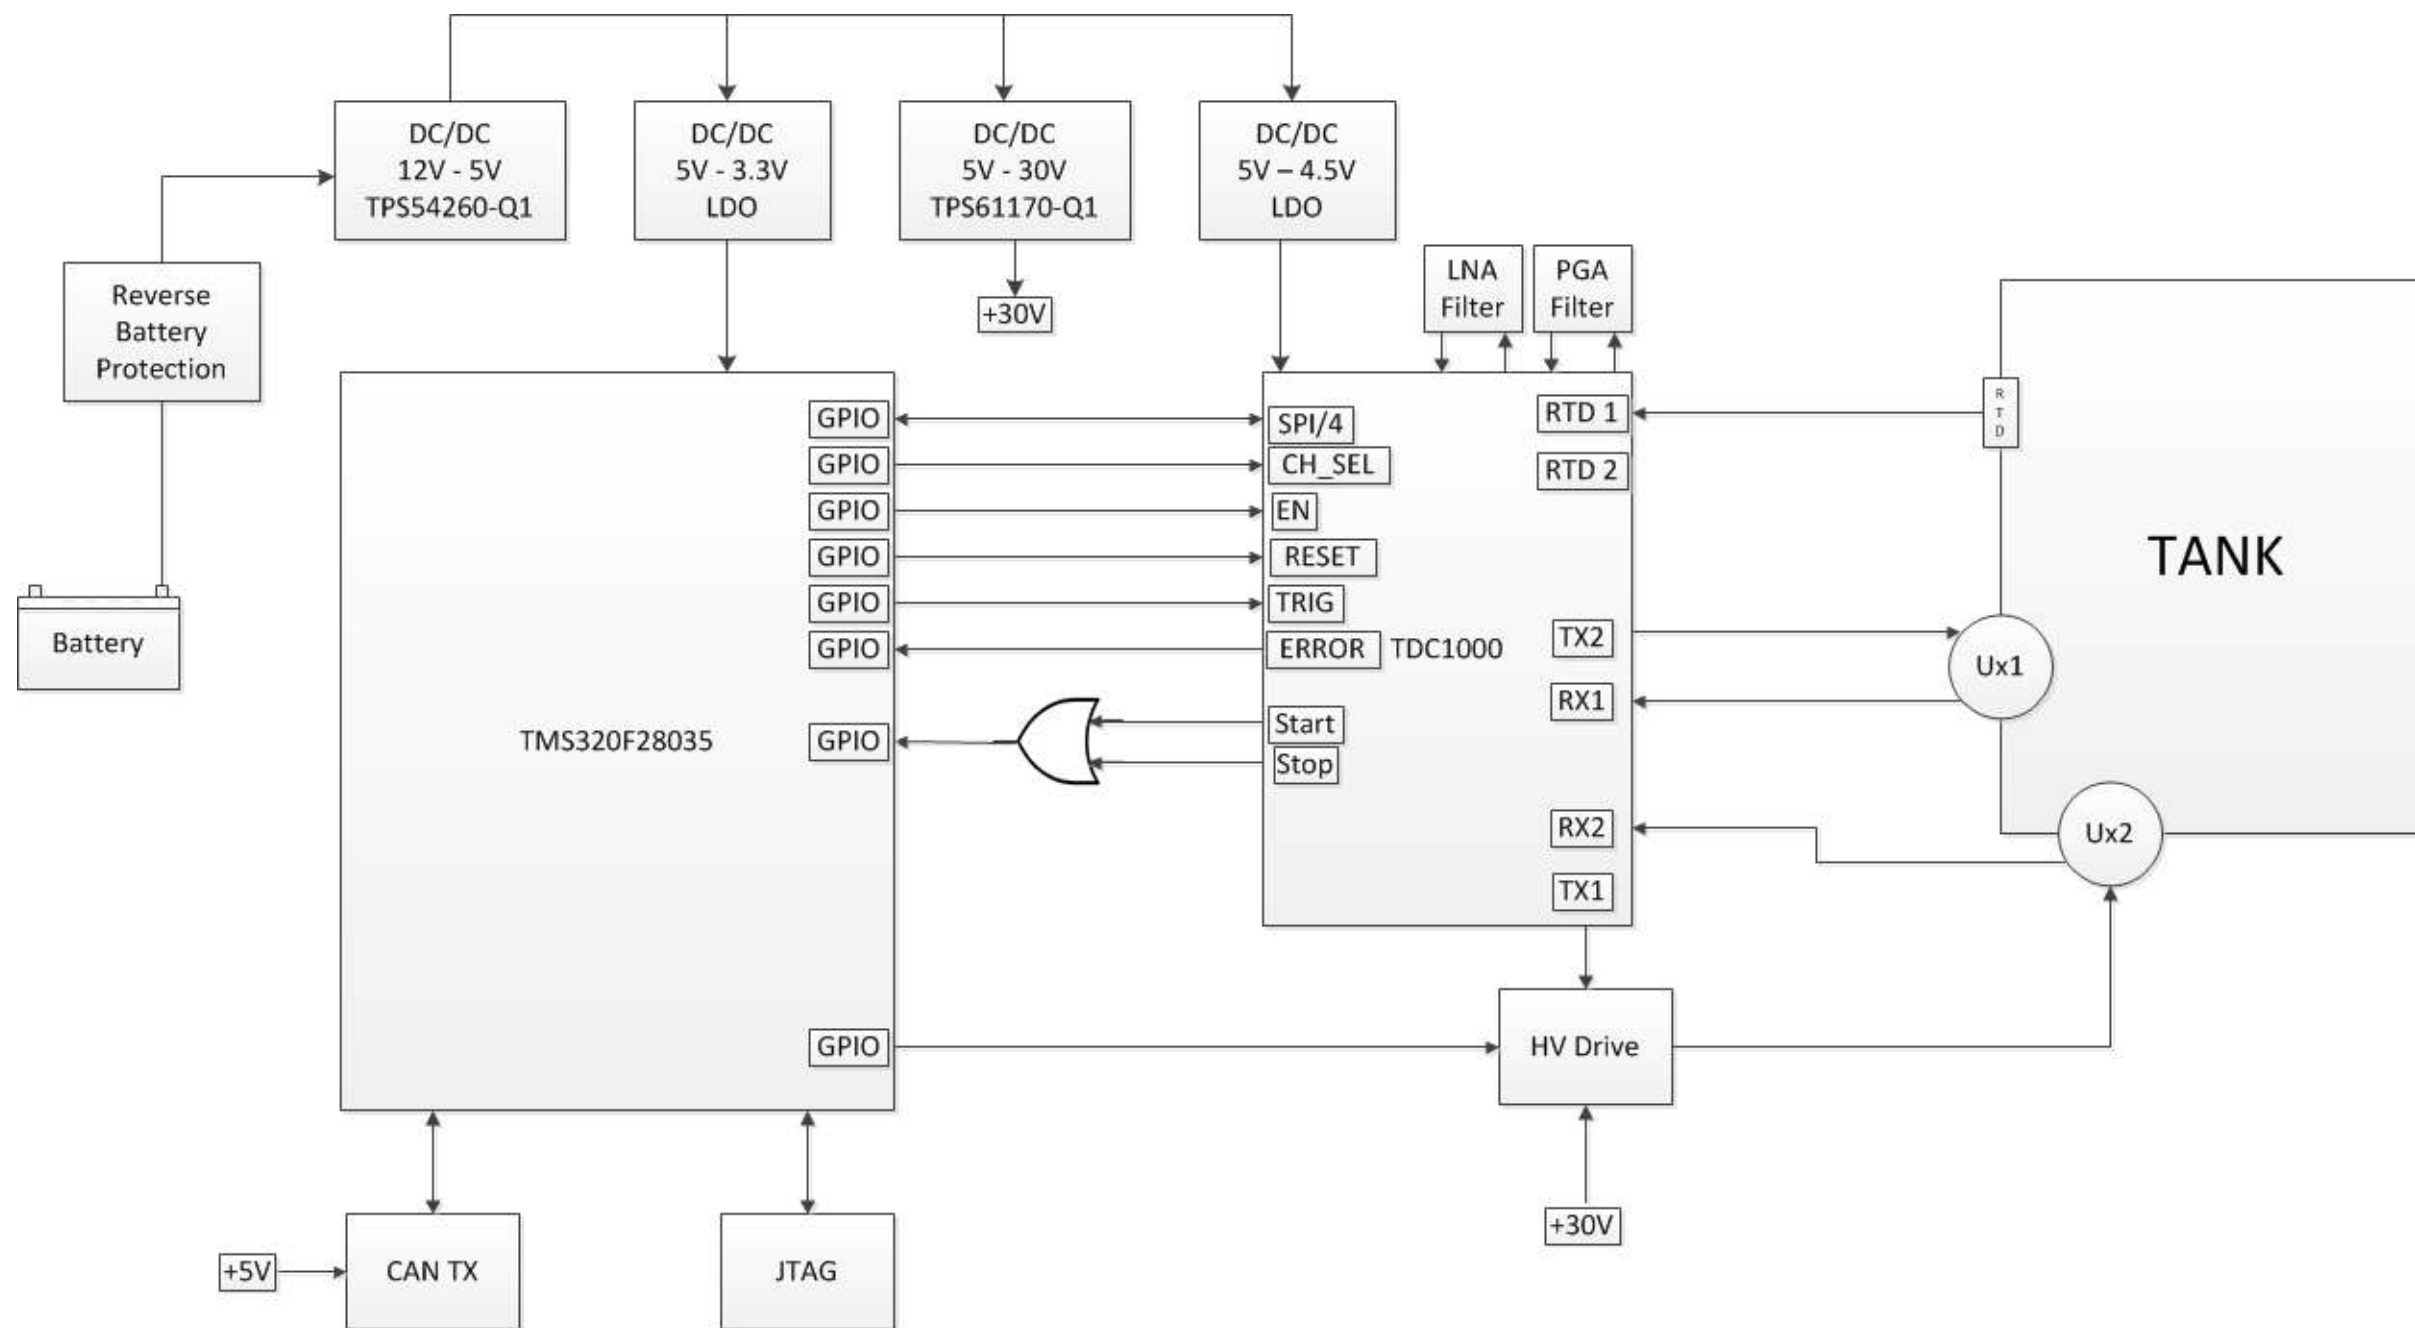 DC/DC
12V - 5V
TPS54260-Q1
DC/DC
5V - 3.3V
LDO
DC/DC
5V - 30V
TPS61170-Q1
DC/DC
5V – 4.5V
LDO
Reverse
Battery
Protection
+30V
LNA
Filter
PGA
Filter
Battery
TMS320F28035
GPIO
GPIO
GPIO
GPIO
GPIO
GPIO
GPIO
GPIO
SPI/4
CH_SEL
EN
RESET
TRIG
ERROR
TDC1000
Start
Stop
RTD 1
RTD 2
TX2
RX1
RX2
TX1
R
T
D
TANK
Ux1
Ux2
HV Drive
+30V
+5V
CAN TX
JTAG